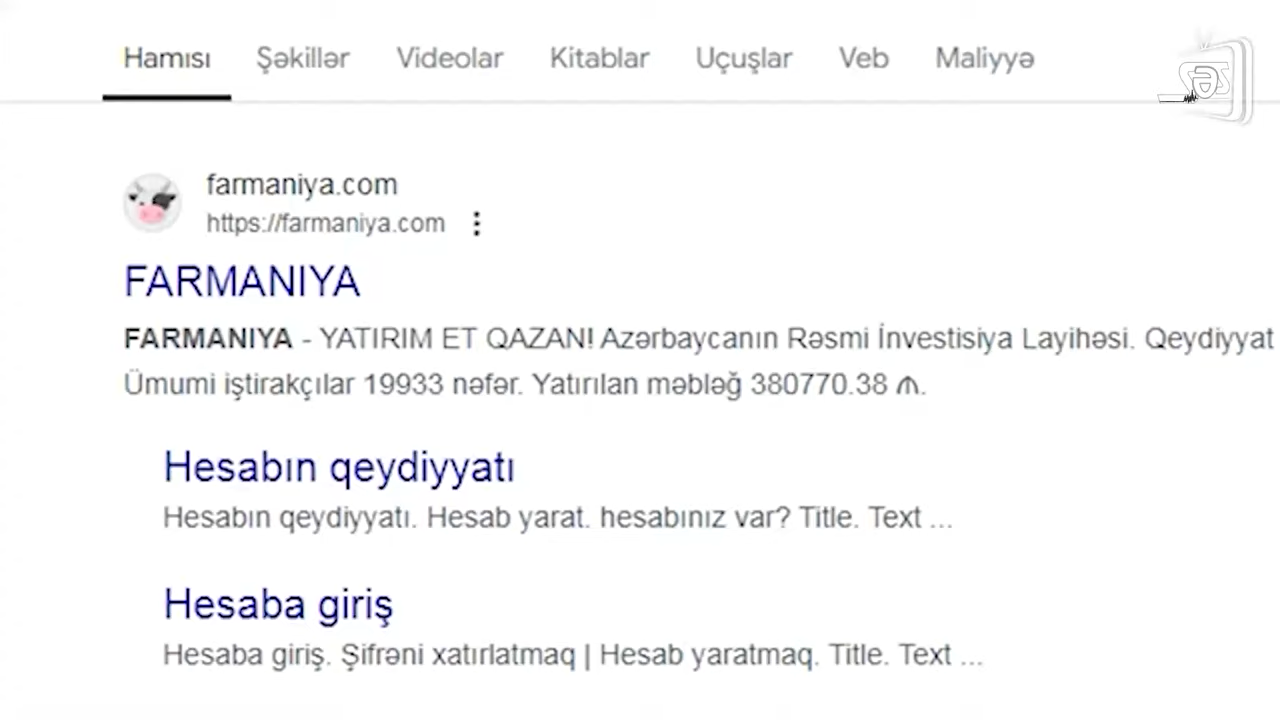 Hamısı Şəkillər Videolar Kitablar Uçuşlar Veb Maliyyə
SƏS
farmaniya.com
https://farmaniya.com
FARMANIYA
FARMANIYA - YATIRIM ET QAZAN! Azərbaycanın Rəsmi İnvestisiya Layihəsi. Qeydiyyat
Ümumi iştirakçılar 19933 nəfər. Yatırılan məbləğ 380770.38 ₼.
Hesabın qeydiyyatı
Hesabın qeydiyyatı. Hesab yarat. hesabınız var? Title. Text ...
Hesaba giriş
Hesaba giriş. Şifrəni xatırlatmaq | Hesab yaratmaq. Title. Text ...